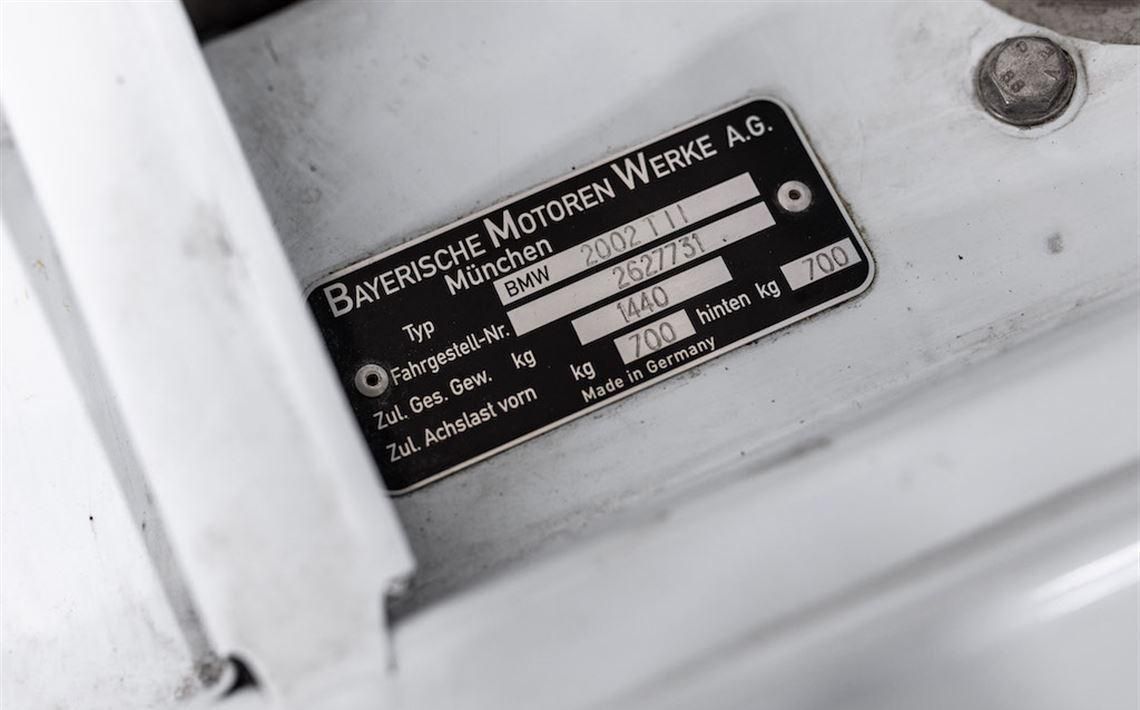 BAYERISCHE MOTOREN WERKE A.G.
München
Typ BMW 2002 TII
Fahrgestell-Nr. 2627731
Zul. Ges. Gew. kg 1440
Zul. Achslast vorn kg 700 hinten kg 700
Made in Germany